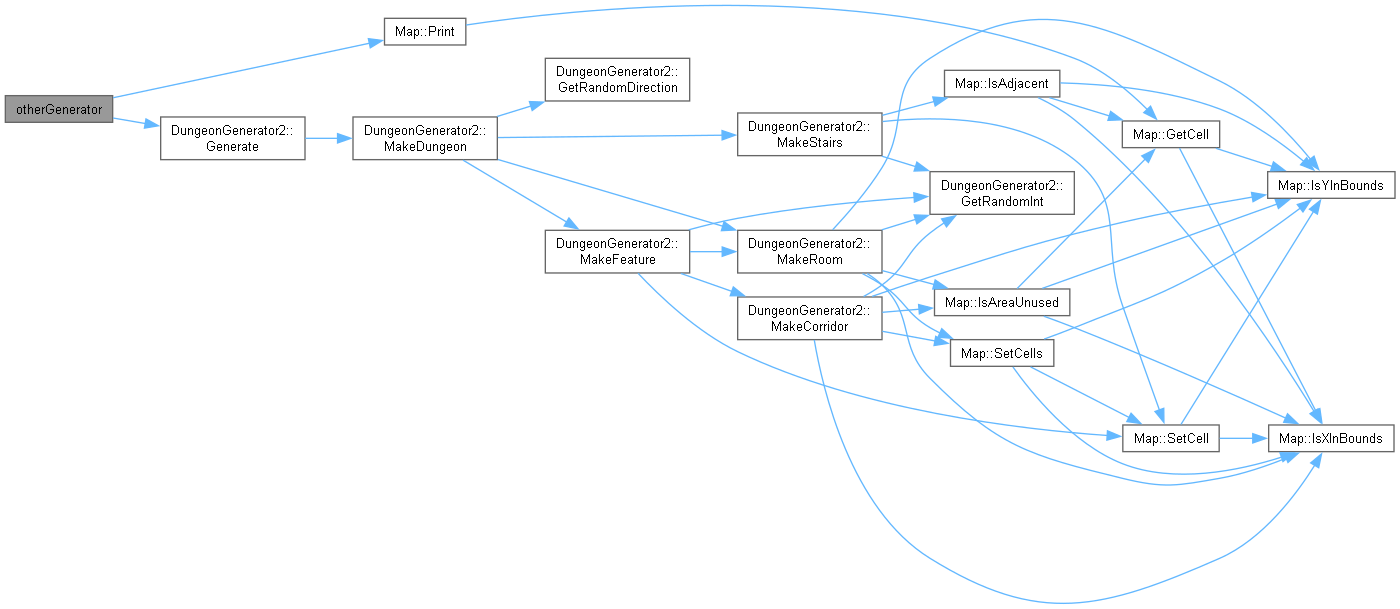 otherGenerator
Map::Print
DungeonGenerator2::
Generate
DungeonGenerator2::
MakeDungeon
DungeonGenerator2::
GetRandomDirection
DungeonGenerator2::
MakeFeature
DungeonGenerator2::
MakeStairs
DungeonGenerator2::
MakeRoom
DungeonGenerator2::
MakeCorridor
Map::IsAdjacent
DungeonGenerator2::
GetRandomInt
Map::IsAreaUnused
Map::SetCells
Map::GetCell
Map::SetCell
Map::IsYInBounds
Map::IsXInBounds